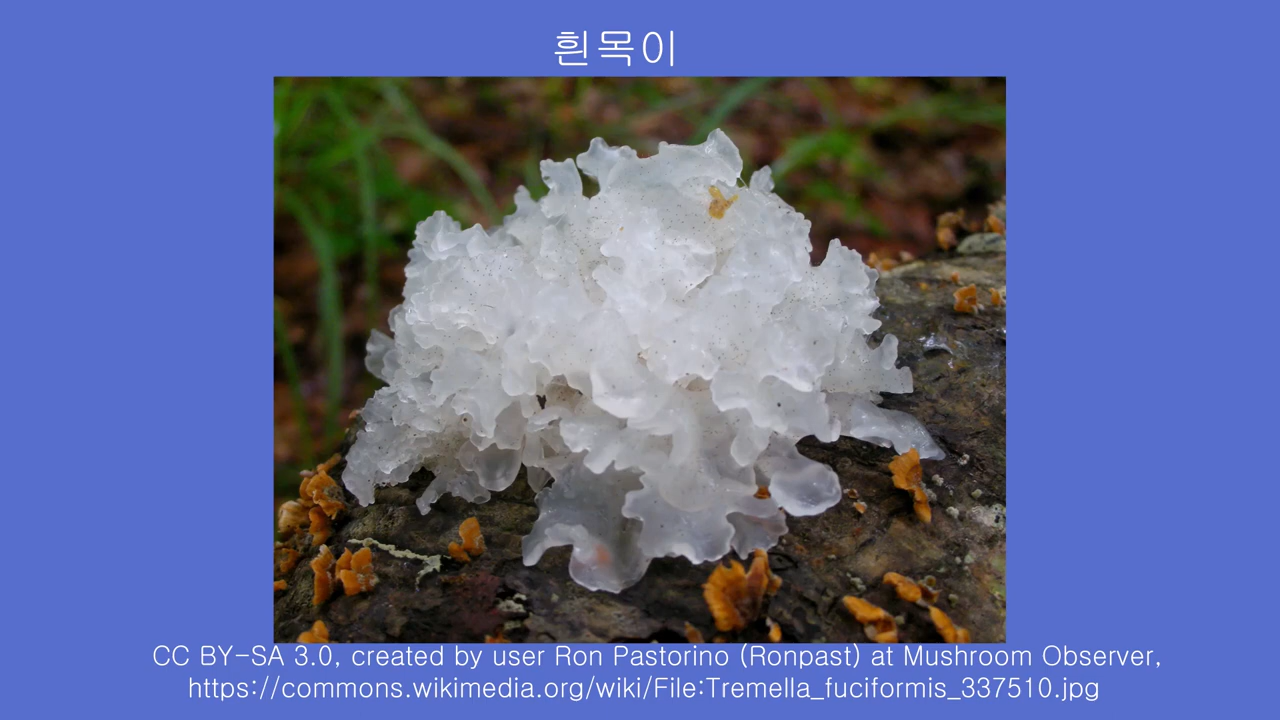 흰목이
CC BY-SA 3.0, created by user Ron Pastorino (Ronpast) at Mushroom Observer,
https://commons.wikimedia.org/wiki/File:Tremella_fuciformis_337510.jpg